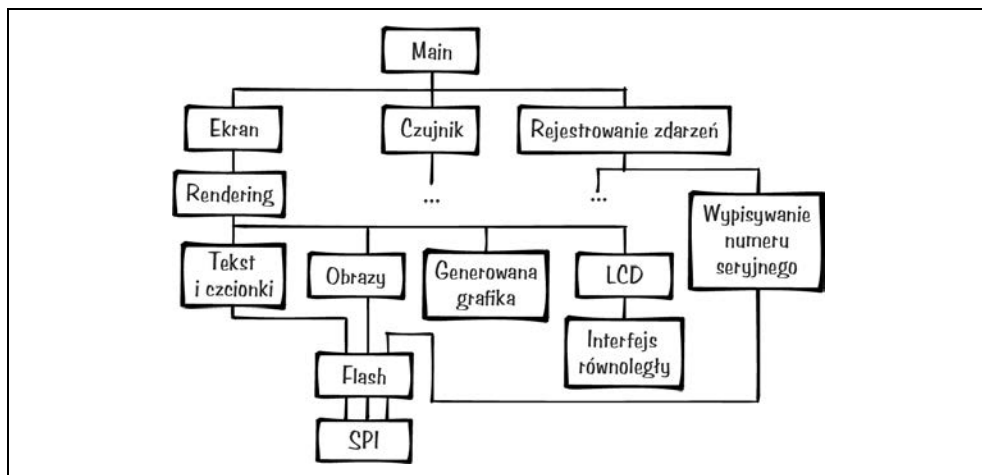 Main
Ekran
Czujnik
Rejestrowanie zdarzeń
Rendering
...
...
Wypisywanie
numeru
seryjnego
Tekst
i czcionki
Obrazy
Generowana
grafika
LCD
Interfejs
równoległy
Flash
SPI